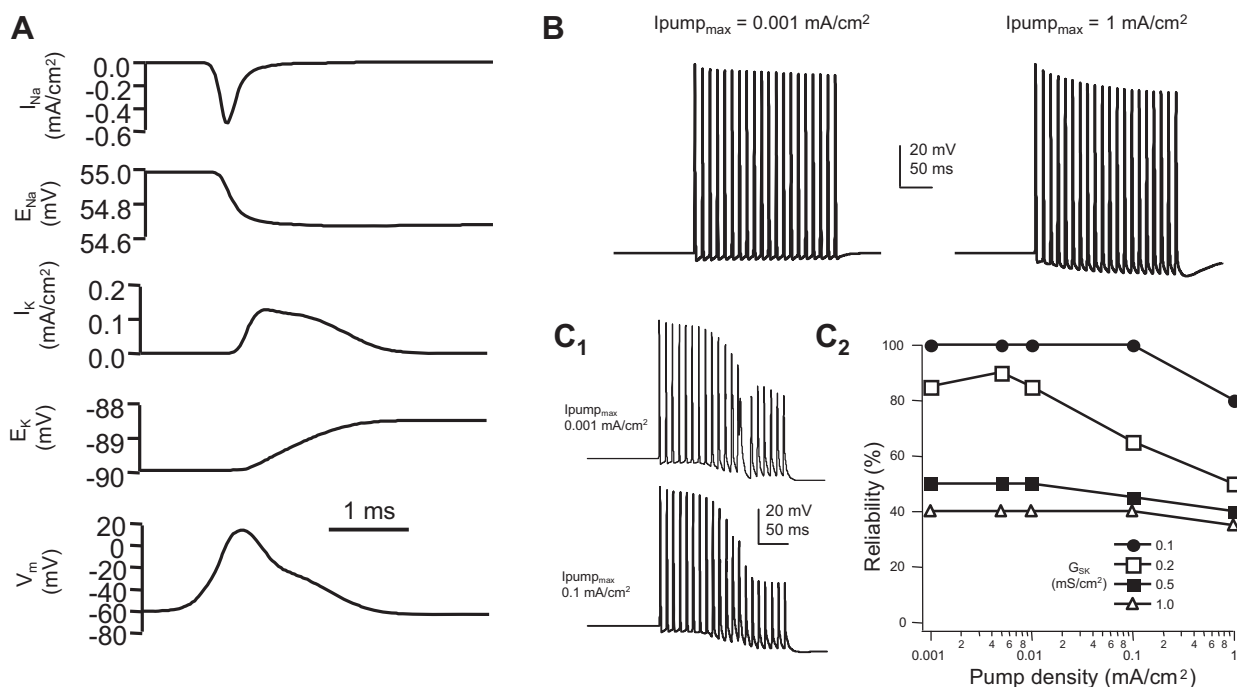 A
0.0
-0.2
-0.4
-0.6
I_Na
(mA/cm²)
55.0
54.8
54.6
E_Na
(mV)
0.2
0.1
0.0
I_K
(mA/cm²)
-88
-89
-90
E_K
(mV)
1 ms
20
0
-20
-40
-60
-80
V_m
(mV)
B
Ipump_max = 0.001 mA/cm²
Ipump_max = 1 mA/cm²
20 mV
50 ms
C₁
Ipump_max
0.001 mA/cm²
20 mV
50 ms
Ipump_max
0.1 mA/cm²
C₂
100
80
60
40
20
0
Reliability (%)
G_SK
(mS/cm²)
0.1
0.2
0.5
1.0
0.001 2 4 6 8 0.01 2 4 6 8 0.1 2 4 6 8 1
Pump density (mA/cm²)